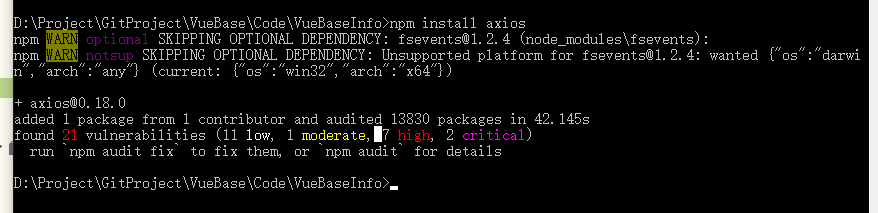 D:\Project\GitProject\VueBase\Code\VueBaseInfo>npm install axios
npm WARN optional SKIPPING OPTIONAL DEPENDENCY: fsevents@1.2.4 (node_modules\fsevents):
npm WARN notsup SKIPPING OPTIONAL DEPENDENCY: Unsupported platform for fsevents@1.2.4: wanted {"os":"darwi
n","arch":"any"} (current: {"os":"win32","arch":"x64"})
+ axios@0.18.0
added 1 package from 1 contributor and audited 13830 packages in 42.145s
found 21 vulnerabilities (11 low, 1 moderate, 7 high, 2 critical)
run `npm audit fix` to fix them, or `npm audit` for details
D:\Project\GitProject\VueBase\Code\VueBaseInfo>